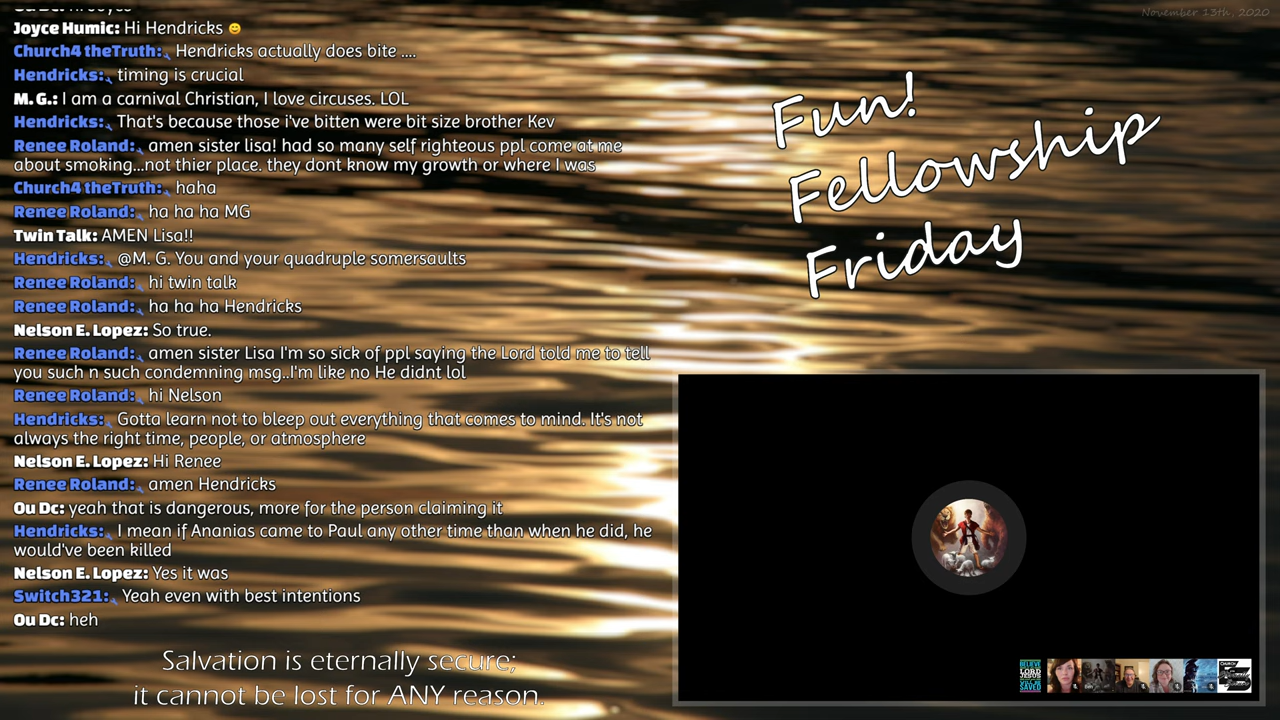 November 13th, 2020
Joyce Humic: Hi Hendricks 😊
Church4 theTruth: Hendricks actually does bite ....
Hendricks: timing is crucial
M. G.: I am a carnival Christian, I love circuses. LOL
Hendricks: That's because those i've bitten were bit size brother Kev
Renee Roland: amen sister lisa! had so many self righteous ppl come at me
about smoking...not thier place. they dont know my growth or where I was
Church4 theTruth: haha
Renee Roland: ha ha ha MG
Twin Talk: AMEN Lisa!!
Hendricks: @M. G. You and your quadruple somersaults
Renee Roland: hi twin talk
Renee Roland: ha ha ha Hendricks
Nelson E. Lopez: So true.
Renee Roland: amen sister Lisa I'm so sick of ppl saying the Lord told me to tell
you such n such condemning msg..I'm like no He didnt lol
Renee Roland: hi Nelson
Hendricks: Gotta learn not to bleep out everything that comes to mind. It's not
always the right time, people, or atmosphere
Nelson E. Lopez: Hi Renee
Renee Roland: amen Hendricks
Ou Dc: yeah that is dangerous, more for the person claiming it
Hendricks: I mean if Ananias came to Paul any other time than when he did, he
would've been killed
Nelson E. Lopez: Yes it was
Switch321: Yeah even with best intentions
Ou Dc: heh
Salvation is eternally secure;
it cannot be lost for ANY reason.
Fun!
Fellowship
Friday
BELIEVE
LORD
JESUS
SAVED
CHURCH